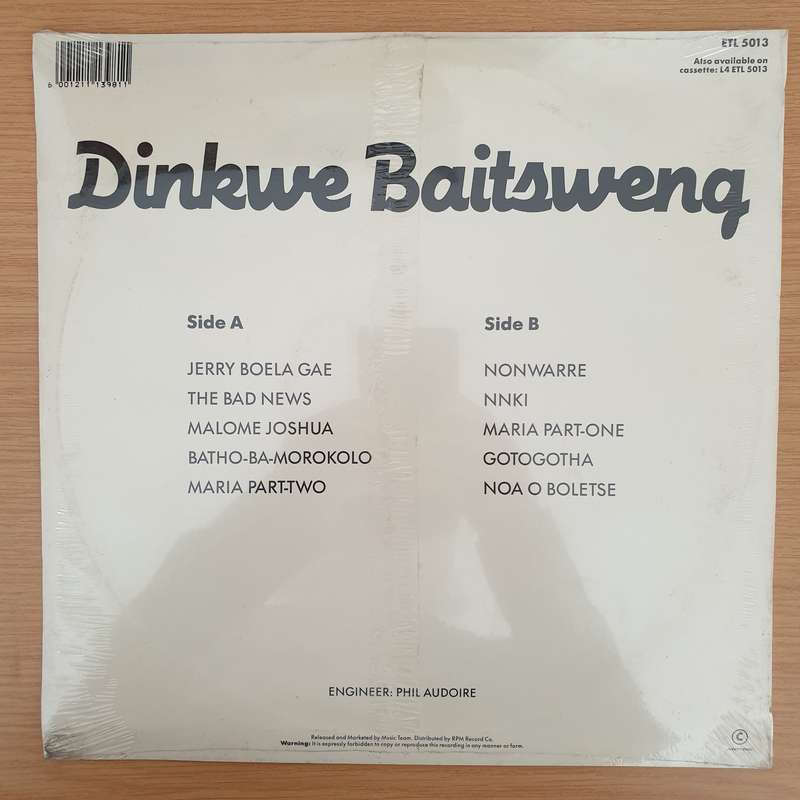 6 001211 139811
ETL 5013
Also available on
cassette: L4 ETL 5013
Dinkwe Baitsweng
Side A
JERRY BOELA GAE
THE BAD NEWS
MALOME JOSHUA
BATHO-BA-MOROKOLO
MARIA PART-TWO
Side B
NONWARRE
NNKI
MARIA PART-ONE
GOTOGOTHA
NOA O BOLETSE
ENGINEER: PHIL AUDOIRE
Released and Marketed by Music Team. Distributed by RPM Record Co.
Warning: It is expressly forbidden to copy or reproduce this recording in any manner or form.
C